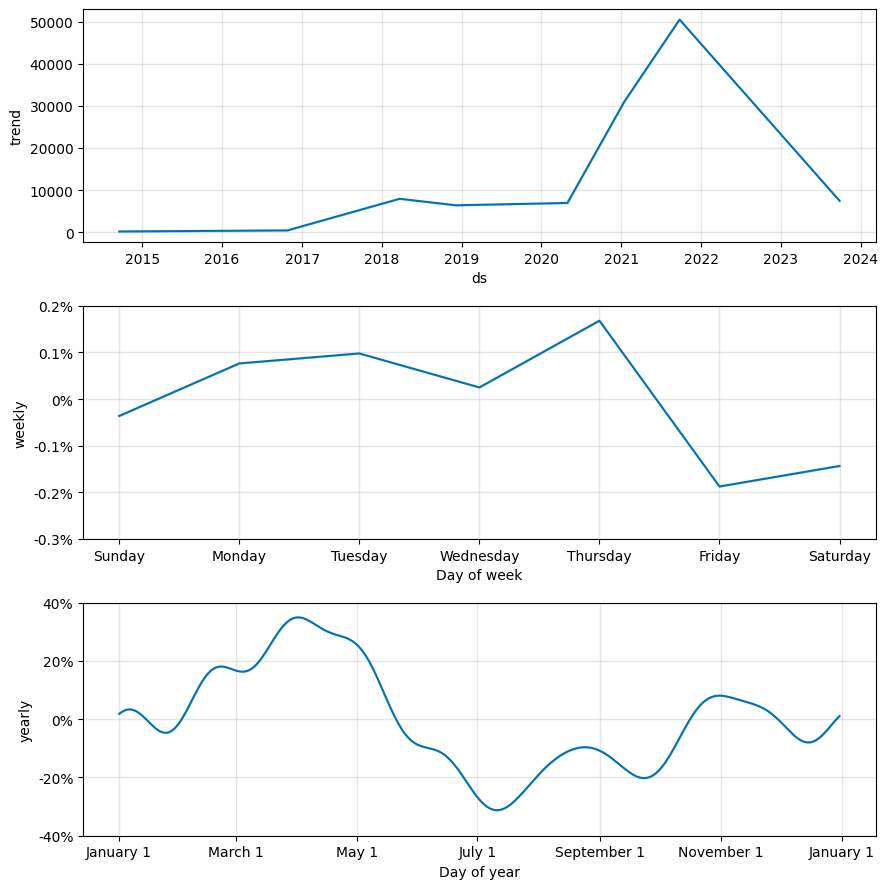 50000
40000
30000
20000
10000
0
trend
2015 2016 2017 2018 2019 2020 2021 2022 2023 2024
ds
0.2%
0.1%
0%
-0.1%
-0.2%
-0.3%
weekly
Sunday Monday Tuesday Wednesday Thursday Friday Saturday
Day of week
40%
20%
0%
-20%
-40%
yearly
January 1 March 1 May 1 July 1 September 1 November 1 January 1
Day of year